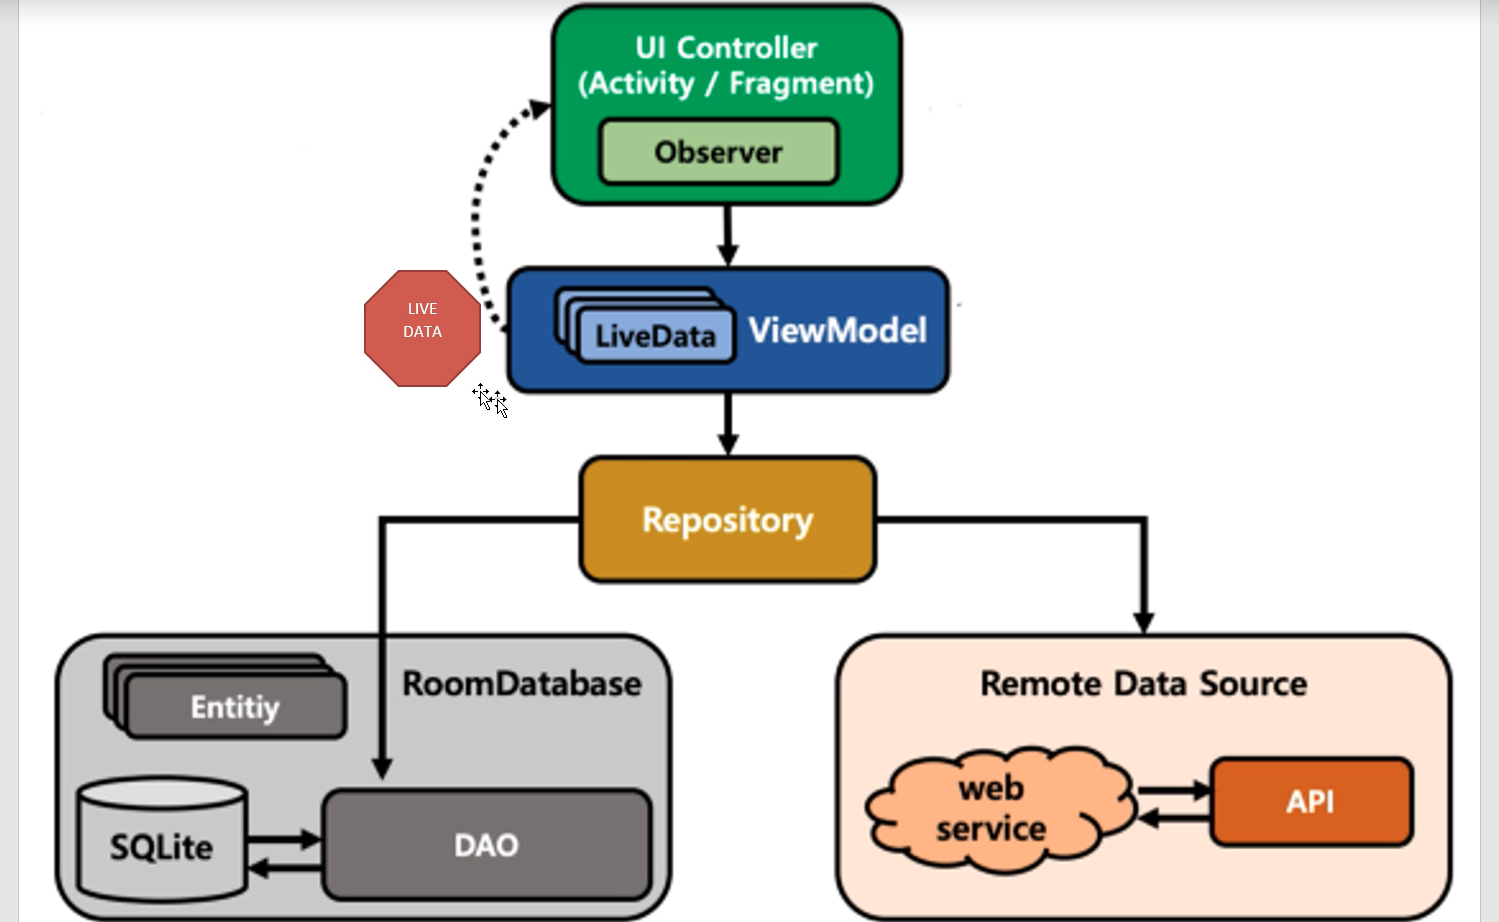 UI Controller
(Activity / Fragment)
Observer
LIVE
DATA
LiveData
ViewModel
Repository
Entitiy
RoomDatabase
SQLite
DAO
Remote Data Source
web
service
API